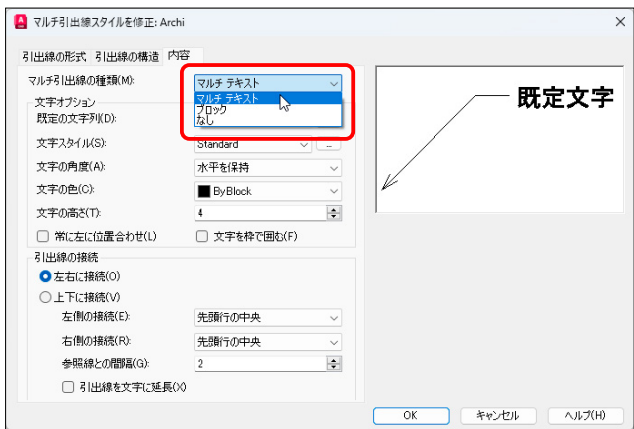 マルチ引出線スタイルを修正: Archi
引出線の形式 引出線の構造 内容
マルチ引出線の種類(M): マルチ テキスト
マルチ テキスト
ブロック
なし
文字オプション
既定の文字列(D):
文字スタイル(S): Standard ...
文字の角度(A): 水平を保持
文字の色(C): ByBlock
文字の高さ(T): 4
常に左に位置合わせ(L) 文字を枠で囲む(F)
引出線の接続
左右に接続(O)
上下に接続(V)
左側の接続(E): 先頭行の中央
右側の接続(R): 先頭行の中央
参照線との間隔(G): 2
引出線を文字に延長(X)
既定文字
OK キャンセル ヘルプ(H)